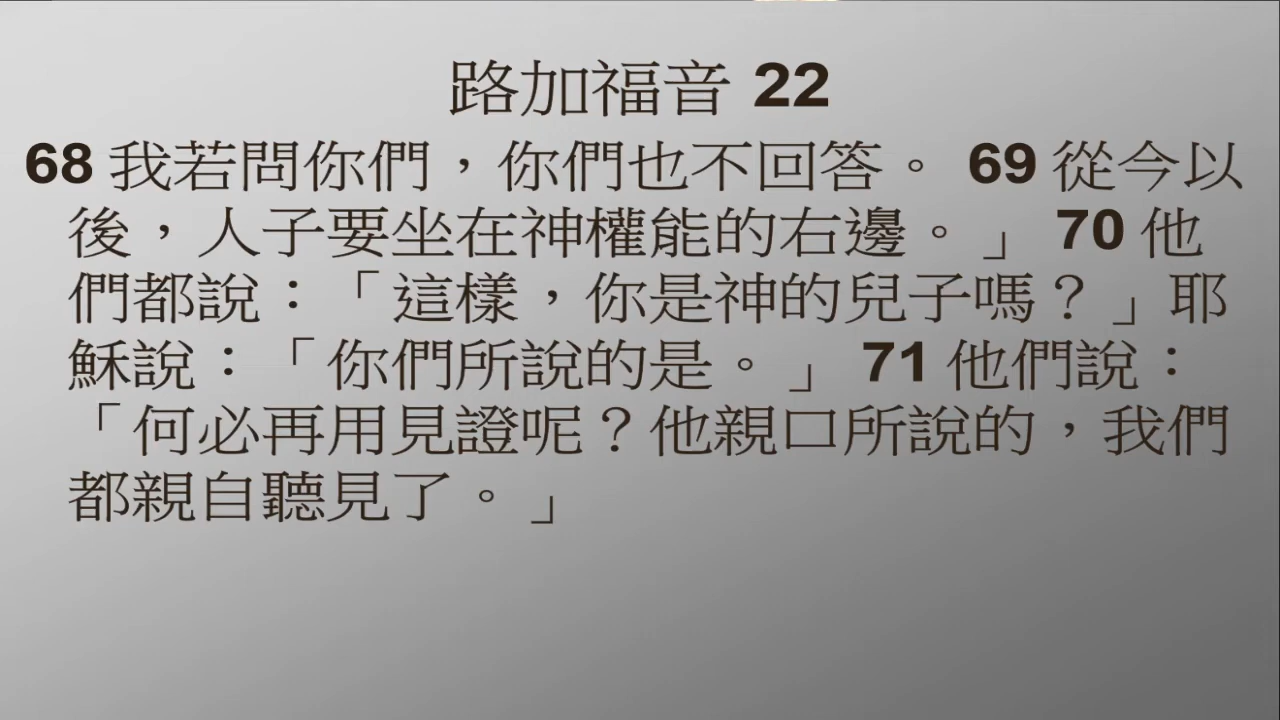 路加福音 22
68 我若問你們，你們也不回答。 69 從今以
後，人子要坐在神權能的右邊。」 70 他
們都說：「這樣，你是神的兒子嗎？」耶
穌說：「你們所說的是。」 71 他們說：
「何必再用見證呢？他親口所說的，我們
都親自聽見了。」